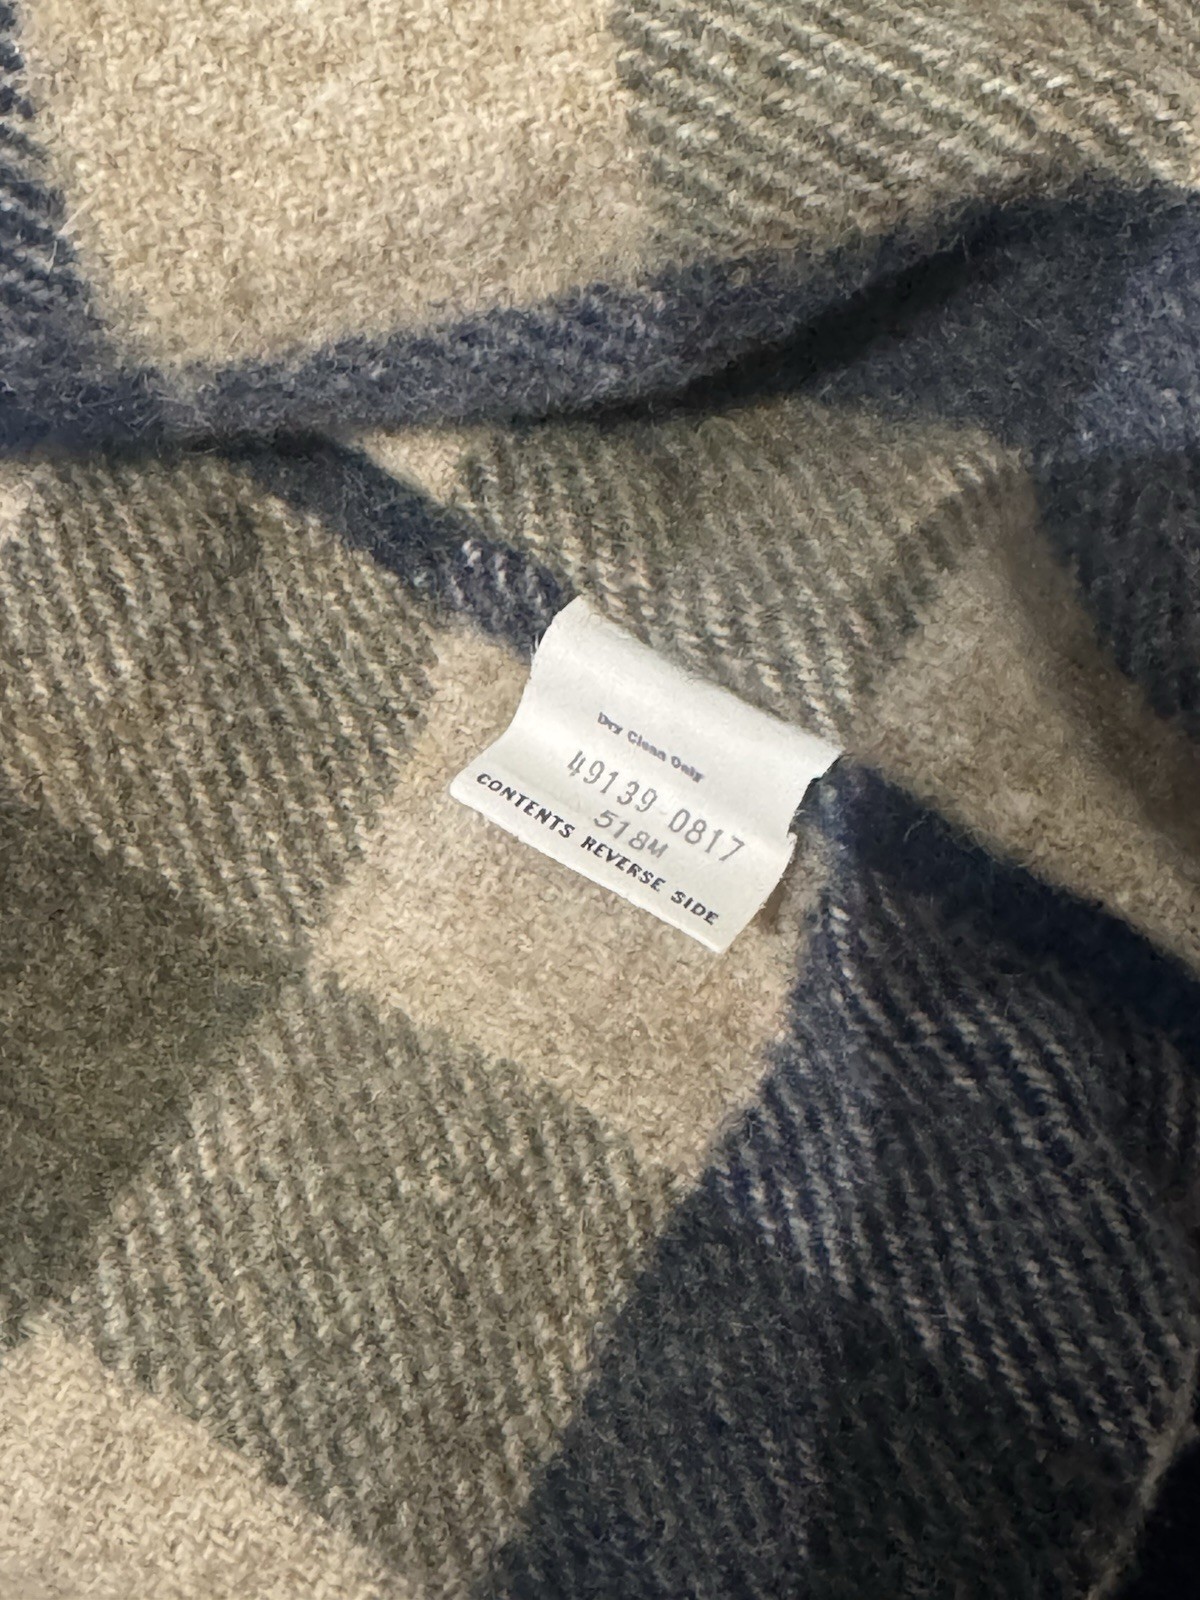 Dry Clean Only
49139-0817
518M
CONTENTS REVERSE SIDE